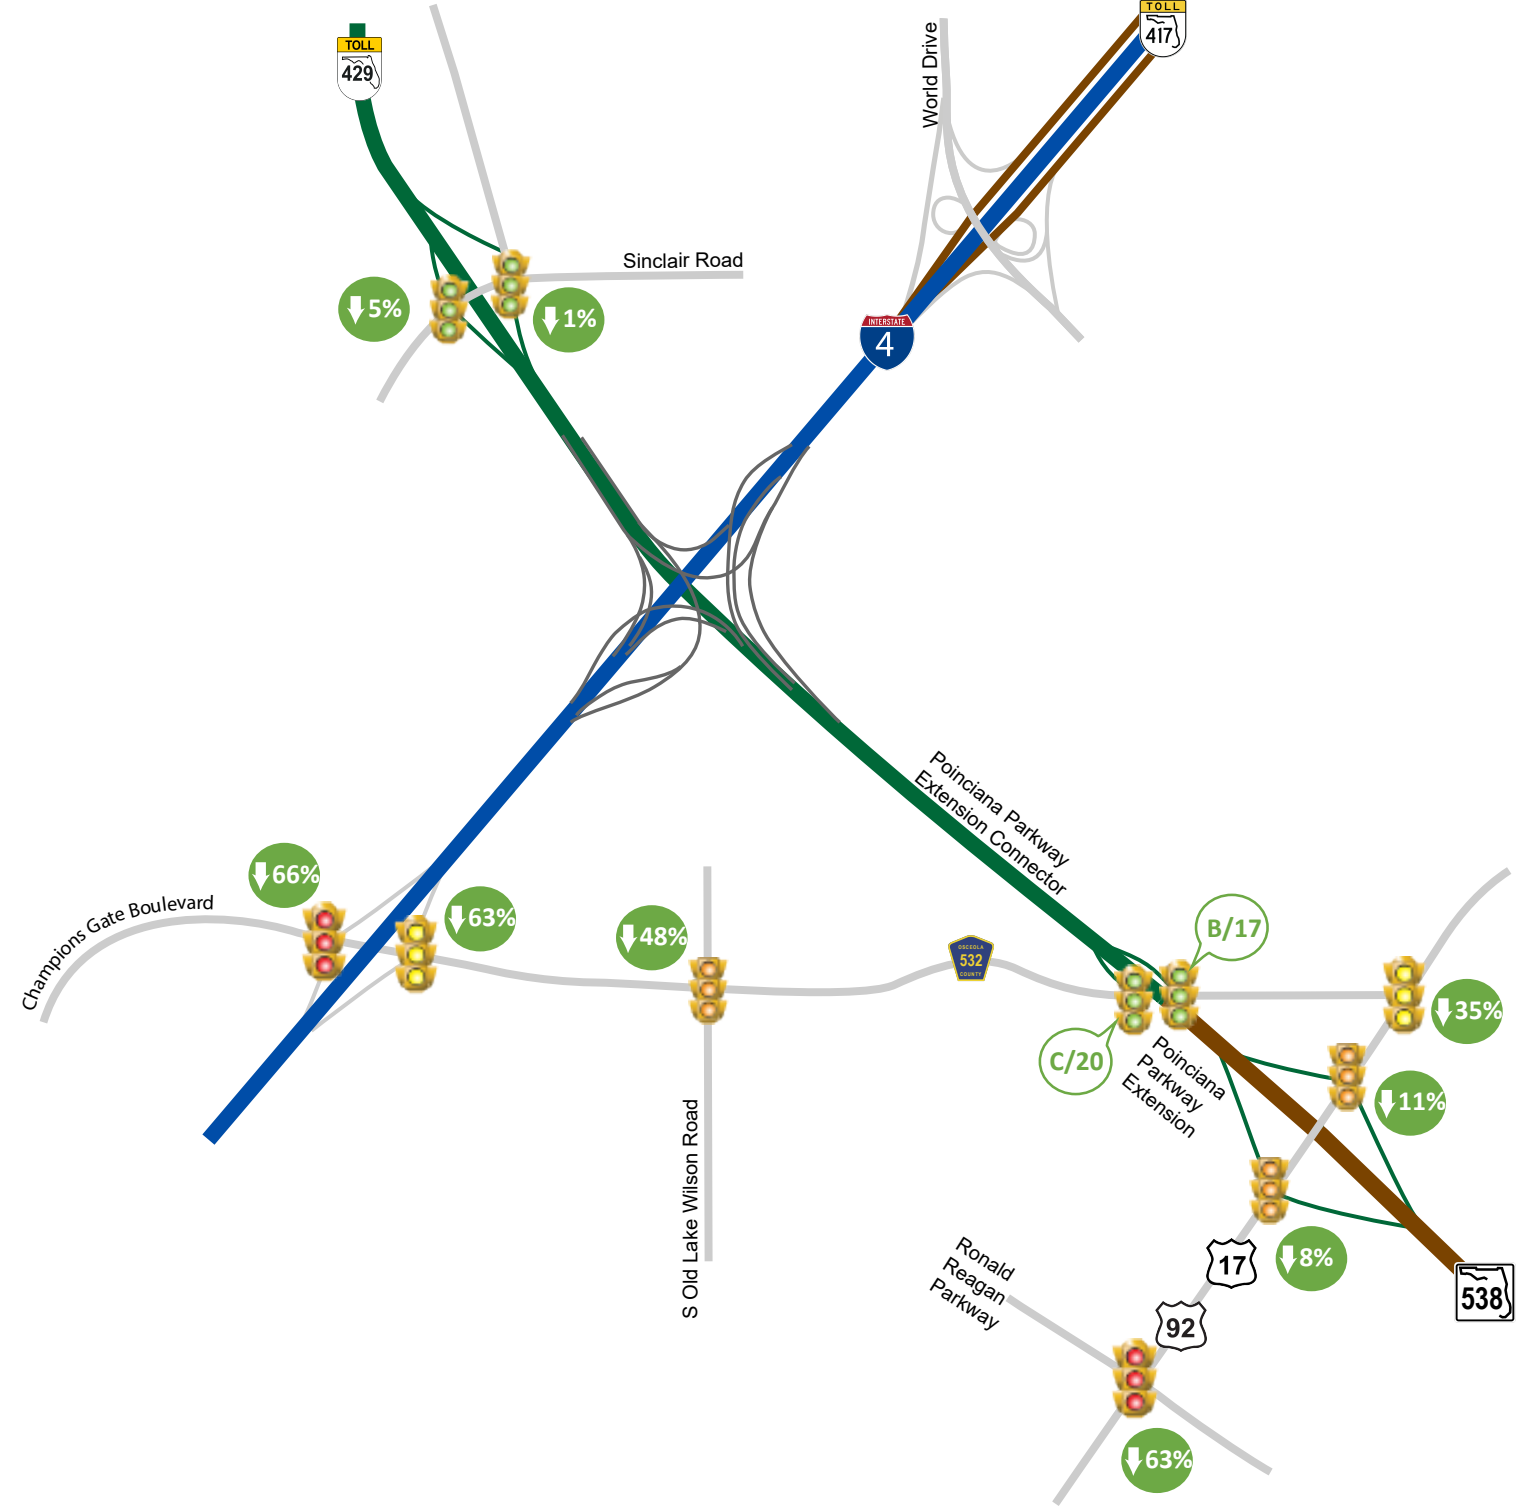 TOLL
417
TOLL
429
World Drive
Sinclair Road
5%
1%
INTERSTATE
4
Poinciana Parkway
Extension Connector
66%
Champions Gate Boulevard
63%
48%
B/17
OSCEOLA
532
COUNTY
35%
C/20
Poinciana
Parkway
Extension
11%
S Old Lake Wilson Road
17
8%
538
Ronald
Reagan
Parkway
92
63%